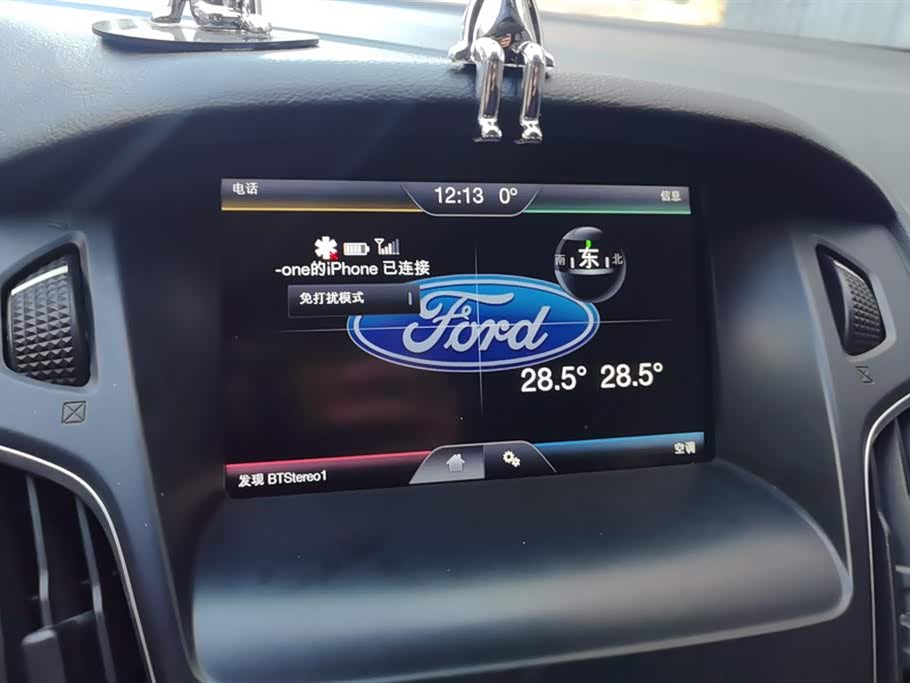 电话
12:13 0°
信息
-one的iPhone 已连接
免打扰模式
南 东 北
Ford
28.5° 28.5°
发现 BTStereo1
空调